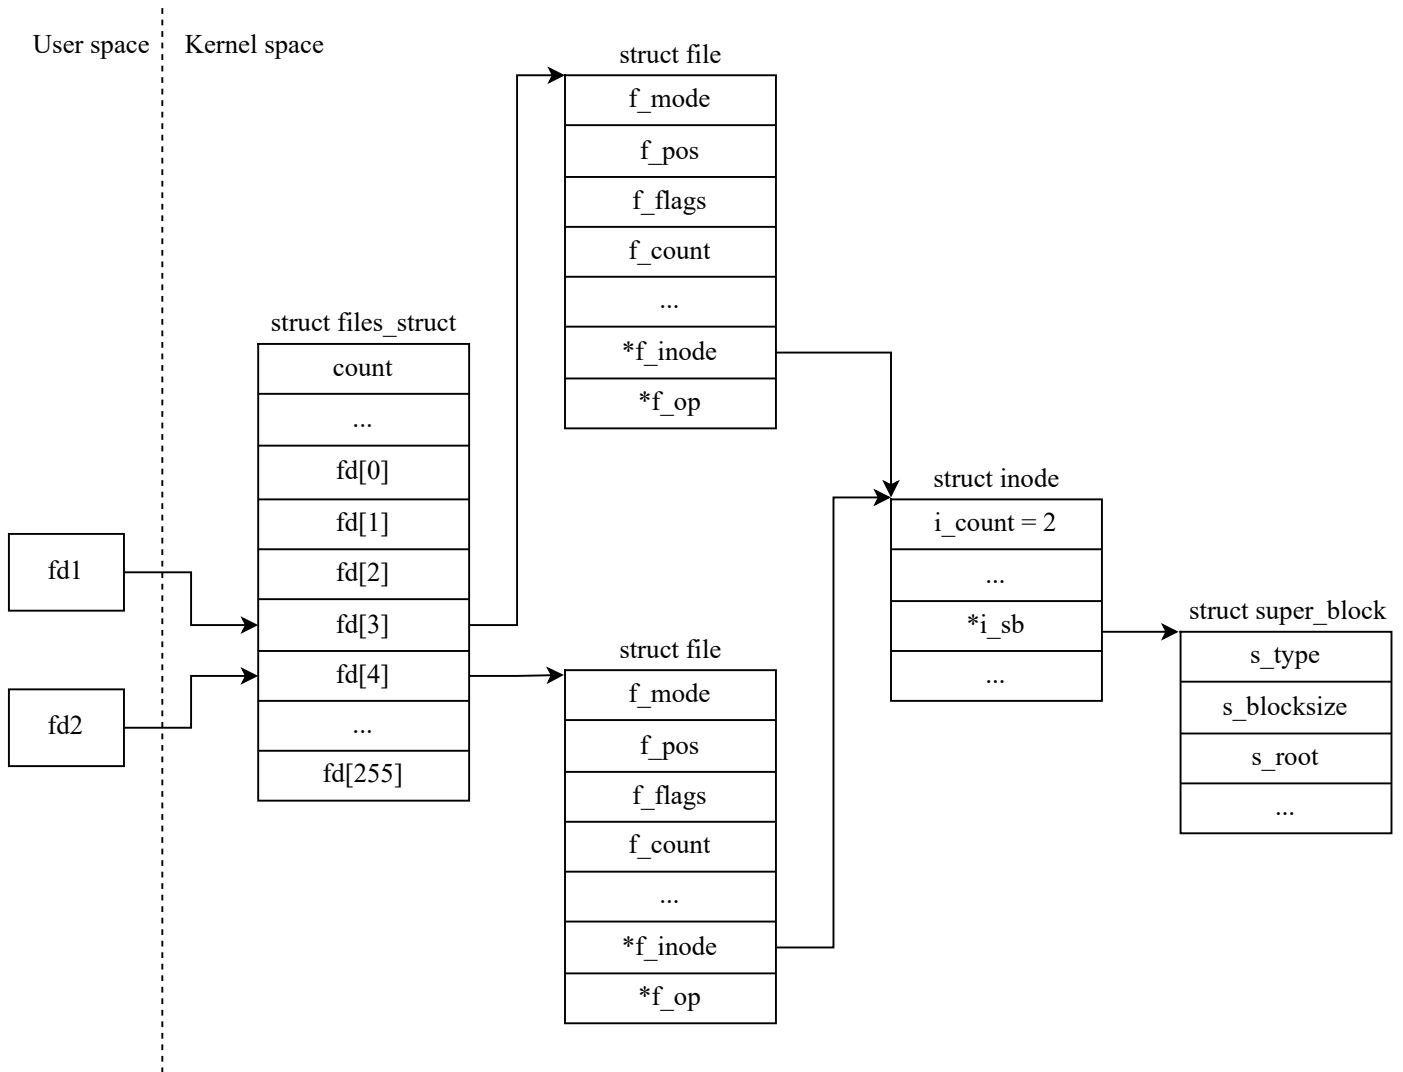 User space
Kernel space
struct file
f_mode
f_pos
f_flags
f_count
...
*f_inode
*f_op
struct files_struct
count
...
fd[0]
fd[1]
fd[2]
fd[3]
fd[4]
...
fd[255]
fd1
fd2
struct file
f_mode
f_pos
f_flags
f_count
...
*f_inode
*f_op
struct inode
i_count = 2
...
*i_sb
...
struct super_block
s_type
s_blocksize
s_root
...